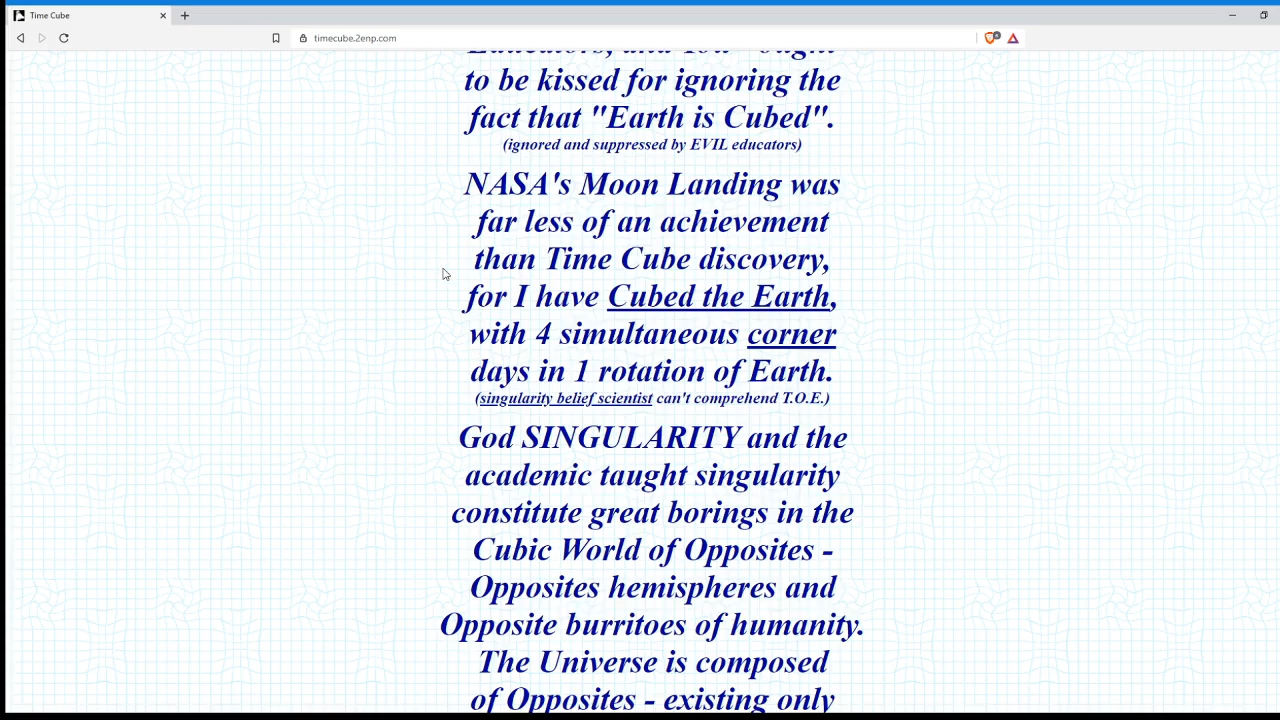 Time Cube
timecube.2enp.com
Educators, and You - ought
to be kissed for ignoring the
fact that "Earth is Cubed".
(ignored and suppressed by EVIL educators)
NASA's Moon Landing was
far less of an achievement
than Time Cube discovery,
for I have Cubed the Earth,
with 4 simultaneous corner
days in 1 rotation of Earth.
(singularity belief scientist can't comprehend T.O.E.)
God SINGULARITY and the
academic taught singularity
constitute great borings in the
Cubic World of Opposites -
Opposites hemispheres and
Opposite burritoes of humanity.
The Universe is composed
of Opposites - existing only